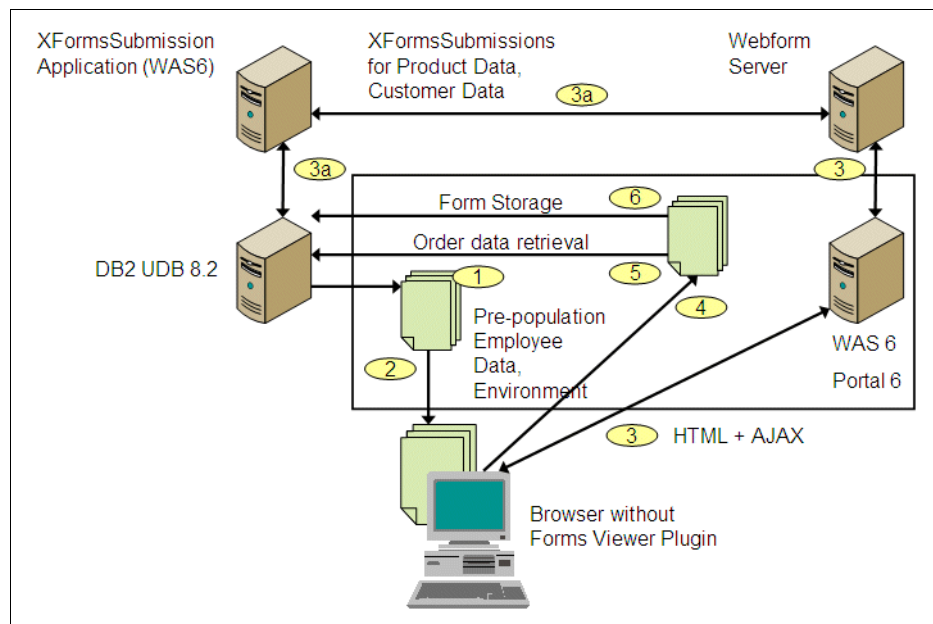 XFormsSubmission
Application (WAS6)
XFormsSubmissions
for Product Data,
Customer Data
Webform
Server
3a
3a
3
Form Storage
6
Order data retrieval
5
DB2 UDB 8.2
1
4
Pre-population
Employee
Data,
Environment
2
WAS 6
Portal 6
3
HTML + AJAX
Browser without
Forms Viewer Plugin